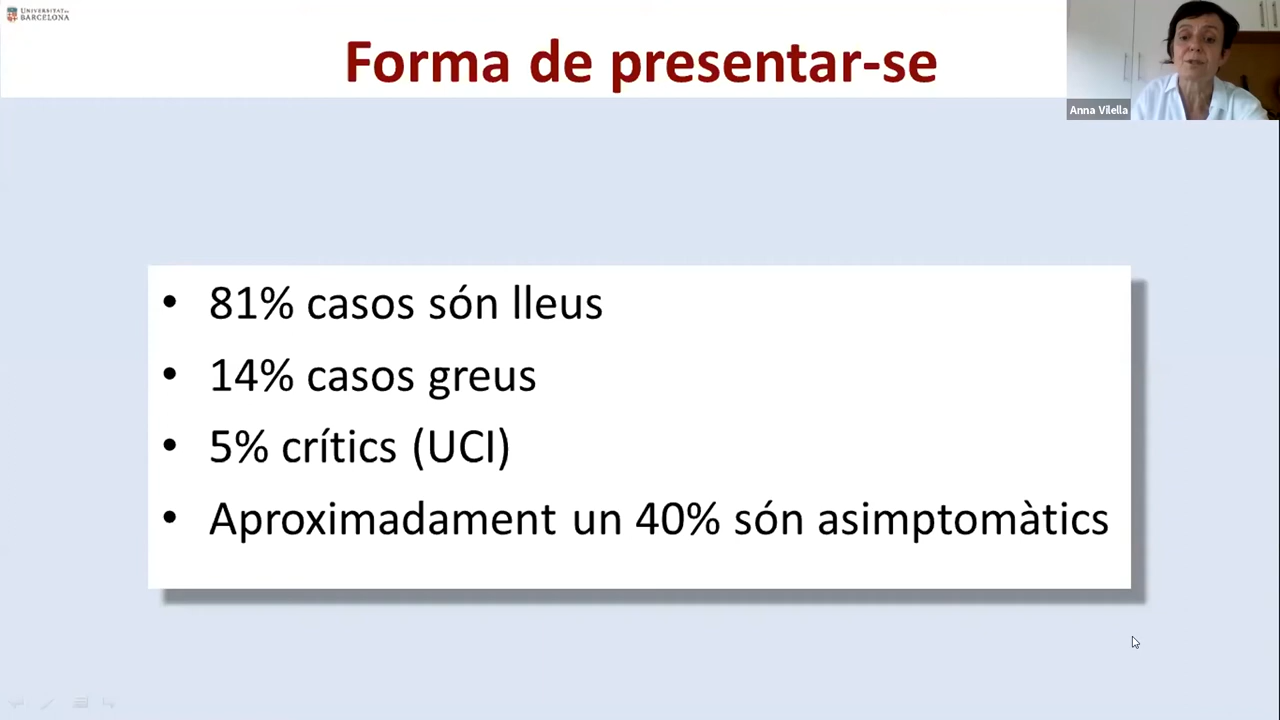 UNIVERSITAT DE
BARCELONA
Forma de presentar-se
Anna Vilella
• 81% casos són lleus
• 14% casos greus
• 5% crítics (UCI)
• Aproximadament un 40% són asimptomàtics